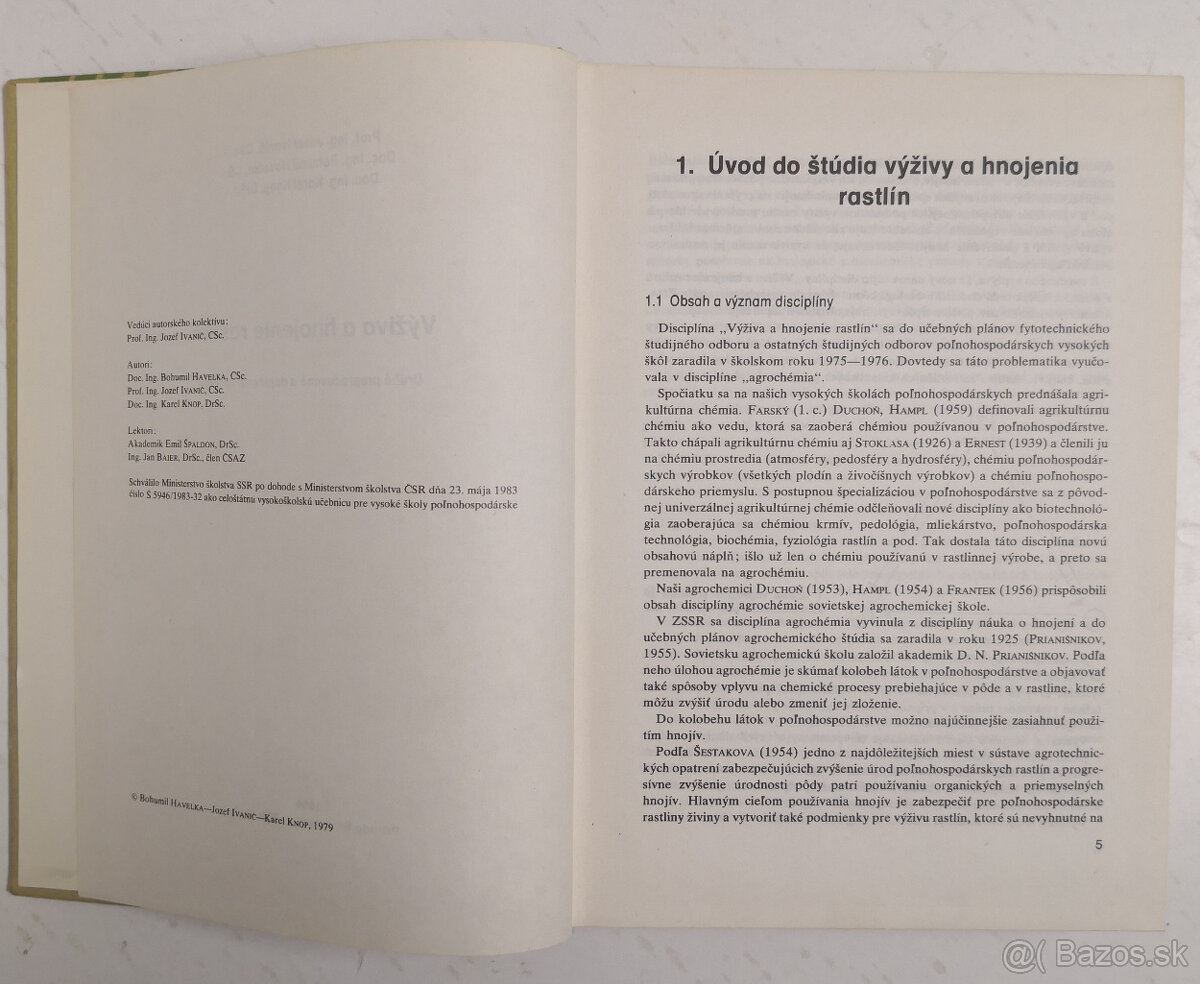 Vedúci autorského kolektívu:
Prof. Ing. Jozef IVANIČ, CSc.
Autori:
Doc. Ing. Bohumil HAVELKA, CSc.
Prof. Ing. Jozef IVANIČ, CSc.
Doc. Ing. Karel KNOP, DrSc.
Lektori:
Akademik Emil ŠPALDON, DrSc.
Ing. Jan BAIER, DrSc., člen ČSAZ
Schválilo Ministerstvo školstva SSR po dohode s Ministerstvom školstva ČSR dňa 23. mája 1983
číslo S 5946/1983-32 ako celoštátnu vysokoškolskú učebnicu pre vysoké školy poľnohospodárske
© Bohumil HAVELKA—Jozef IVANIČ—Karel KNOP, 1979
1. Úvod do štúdia výživy a hnojenia
rastlín
1.1 Obsah a význam disciplíny
Disciplína „Výživa a hnojenie rastlín“ sa do učebných plánov fytotechnického
študijného odboru a ostatných študijných odborov poľnohospodárskych vysokých
škôl zaradila v školskom roku 1975—1976. Dovtedy sa táto problematika vyučo-
vala v disciplíne „agrochémia“.
Spočiatku sa na našich vysokých školách poľnohospodárskych prednášala agri-
kultúrna chémia. FARSKÝ (1. c.) DUCHOŇ, HAMPL (1959) definovali agrikultúrnu
chémiu ako vedu, ktorá sa zaoberá chémiou používanou v poľnohospodárstve.
Takto chápali agrikultúrnu chémiu aj STOKLASA (1926) a ERNEST (1939) a členili ju
na chémiu prostredia (atmosféry, pedosféry a hydrosféry), chémiu poľnohospodár-
skych výrobkov (všetkých plodín a živočíšnych výrobkov) a chémiu poľnohospo-
dárskeho priemyslu. S postupnou špecializáciou v poľnohospodárstve sa z pôvod-
nej univerzálnej agrikultúrnej chémie odčleňovali nové disciplíny ako biotechnoló-
gia zaoberajúca sa chémiou krmív, pedológia, mliekárstvo, poľnohospodárska
technológia, biochémia, fyziológia rastlín a pod. Tak dostala táto disciplína novú
obsahovú náplň; išlo už len o chémiu používanú v rastlinnej výrobe, a preto sa
premenovala na agrochémiu.
Naši agrochemici DUCHOŇ (1953), HAMPL (1954) a FRANTEK (1956) prispôsobili
obsah disciplíny agrochémie sovietskej agrochemickej škole.
V ZSSR sa disciplína agrochémia vyvinula z disciplíny náuka o hnojení a do
učebných plánov agrochemického štúdia sa zaradila v roku 1925 (PRIANIŠNIKOV,
1955). Sovietsku agrochemickú školu založil akademik D. N. PRIANIŠNIKOV. Podľa
neho úlohou agrochémie je skúmať kolobeh látok v poľnohospodárstve a objavovať
také spôsoby vplyvu na chemické procesy prebiehajúce v pôde a v rastline, ktoré
môžu zvýšiť úrodu alebo zmeniť jej zloženie.
Do kolobehu látok v poľnohospodárstve možno najúčinnejšie zasiahnuť použi-
tím hnojív.
Podľa ŠESTAKOVA (1954) jedno z najdôležitejších miest v sústave agrotechnic-
kých opatrení zabezpečujúcich zvýšenie úrod poľnohospodárskych rastlín a progre-
sívne zvýšenie úrodnosti pôdy patrí používaniu organických a priemyselných
hnojív. Hlavným cieľom používania hnojív je zabezpečiť pre poľnohospodárske
rastliny živiny a vytvoriť také podmienky pre výživu rastlín, ktoré sú nevyhnutné na
5
@( Bazos.sk